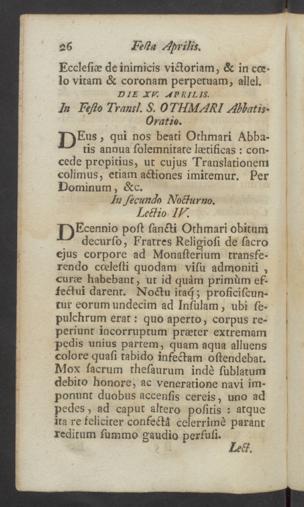 26 Festa Aprilis.
Ecclesiæ de inimicis victoriam, & in cœ-
lo vitam & coronam perpetuam, allel.
DIE XV. APRILIS.
In Festo Transl. S. OTHMARI Abbatis.
Oratio.
DEus, qui nos beati Othmari Abba-
tis annua solemnitate lætificas : con-
cede propitius, ut cujus Translationem
colimus, etiam actiones imitemur. Per
Dominum, &c.
In secundo Nocturno.
Lectio IV.
DEcennio post sancti Othmari obitum
decurso, Fratres Religiosi de sacro
ejus corpore ad Monasterium transfe-
rendo cœlesti quodam visu admoniti ,
curæ habebant, ut id quàm primùm ef-
fectui darent. Noctu itaq; proficiscun-
tur eorum undecim ad Insulam, ubi se-
pulchrum erat : quo aperto, corpus re-
periunt incorruptum præter extremam
pedis unius partem, quam aqua alluens
colore quasi tabido infectam ostendebat.
Mox sacrum thesaurum indè sublatum
debito honore, ac veneratione navi im-
ponunt duobus accensis cereis, uno ad
pedes, ad caput altero positis : atque
ita re feliciter confectâ celerrimè parant
reditum summo gaudio perfusi.
Lect.